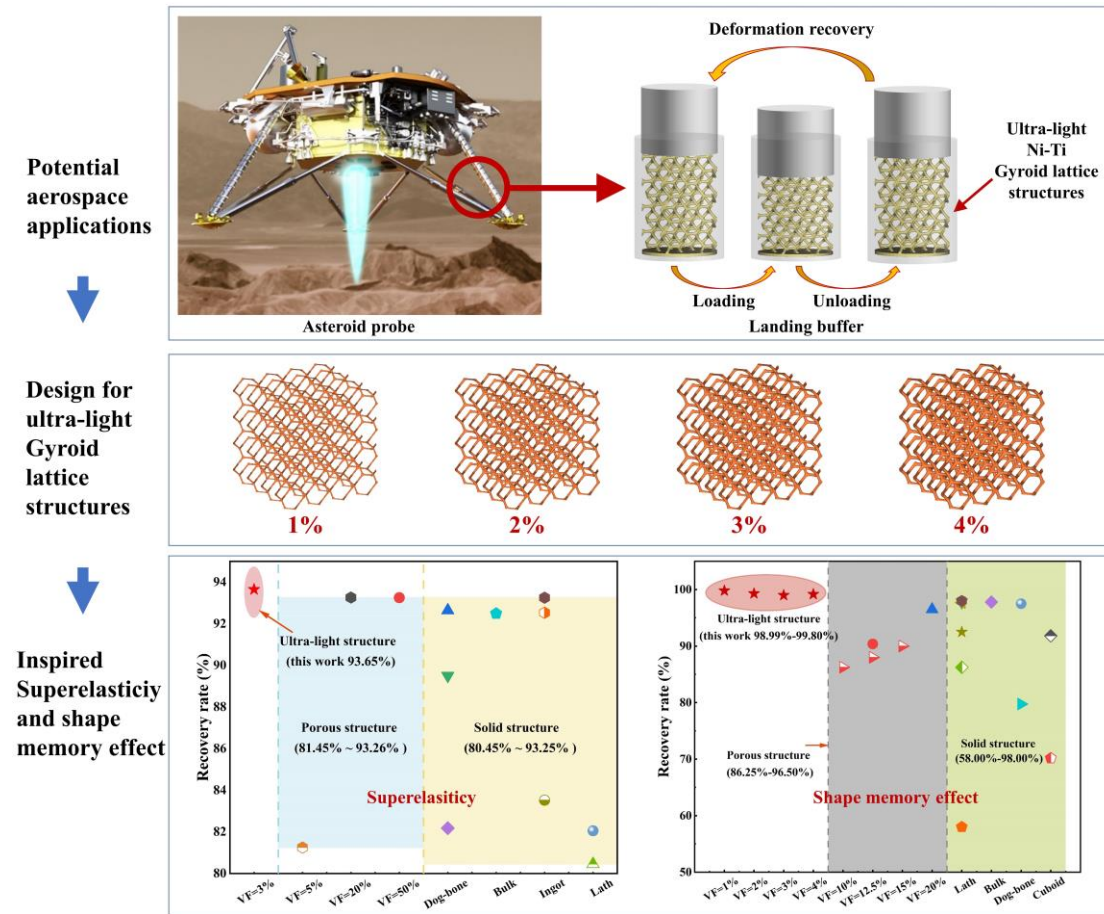 Potential
aerospace
applications
Deformation recovery
Ultra-light
Ni-Ti
Gyroid lattice
structures
Loading
Unloading
Asteroid probe
Landing buffer
Design for
ultra-light
Gyroid
lattice
structures
1%
2%
3%
4%
Inspired
Superelasticiy
and shape
memory effect
Recovery rate (%)
94
92
90
88
86
84
82
80
Ultra-light structure
(this work 93.65%)
Porous structure
(81.45% ~ 93.26% )
Solid structure
(80.45% ~ 93.25% )
Superelasiticy
VF=3%
VF=5%
VF=20%
VF=50%
Dog-bone
Bulk
Ingot
Lath
Recovery rate (%)
100
90
80
70
60
50
Ultra-light structure
(this work 98.99%-99.80%)
Porous structure
(86.25%-96.50%)
Solid structure
(58.00%-98.00%)
Shape memory effect
VF=1%
VF=2%
VF=3%
VF=4%
VF=10%
VF=12.5%
VF=15%
VF=20%
Lath
Bulk
Dog-bone
Cuboid